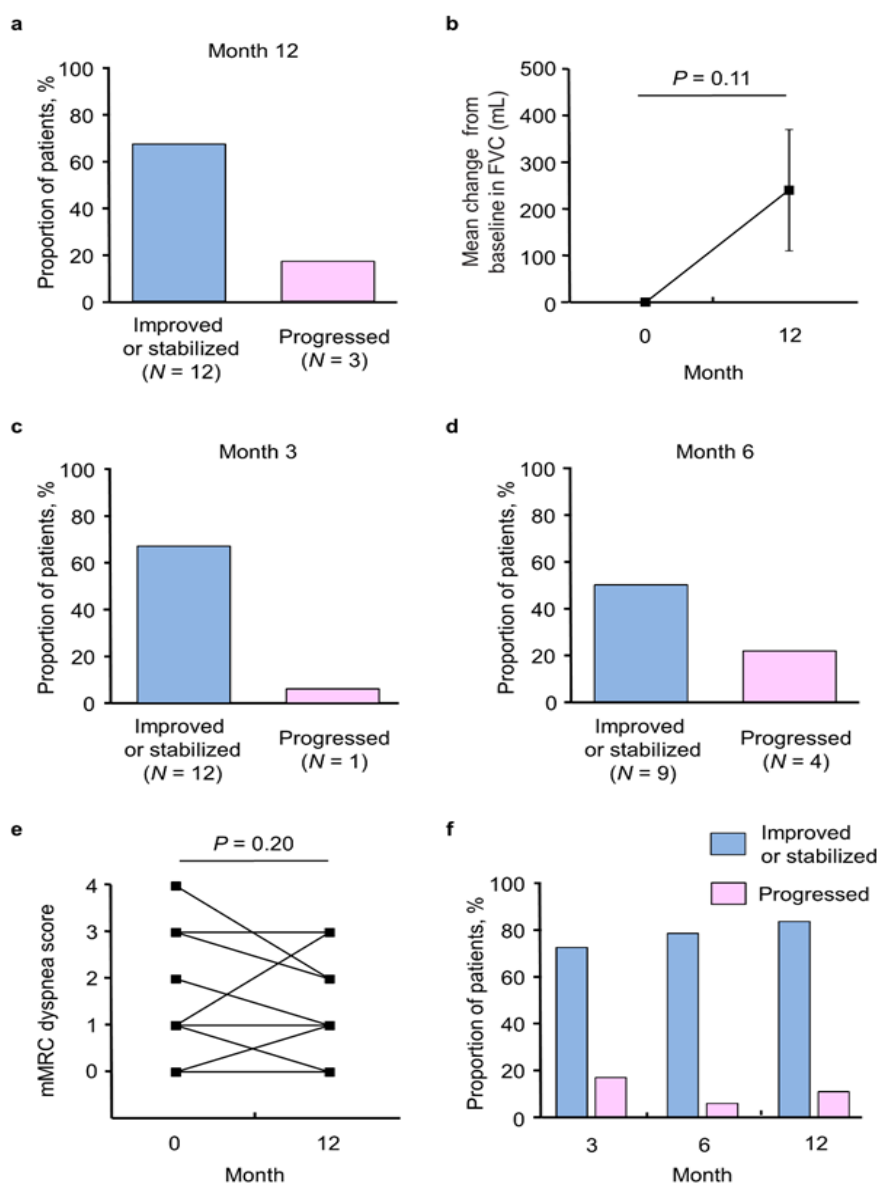 a
Month 12
Proportion of patients, %
100
80
60
40
20
0
Improved
or stabilized
(N = 12)
Progressed
(N = 3)
b
P = 0.11
Mean change from
baseline in FVC (mL)
500
400
300
200
100
0
0
12
Month
c
Month 3
Proportion of patients, %
100
80
60
40
20
0
Improved
or stabilized
(N = 12)
Progressed
(N = 1)
d
Month 6
Proportion of patients, %
100
80
60
40
20
0
Improved
or stabilized
(N = 9)
Progressed
(N = 4)
e
P = 0.20
mMRC dyspnea score
4
3
2
1
0
0
12
Month
f
Improved
or stabilized
Progressed
Proportion of patients, %
100
80
60
40
20
0
3
6
12
Month